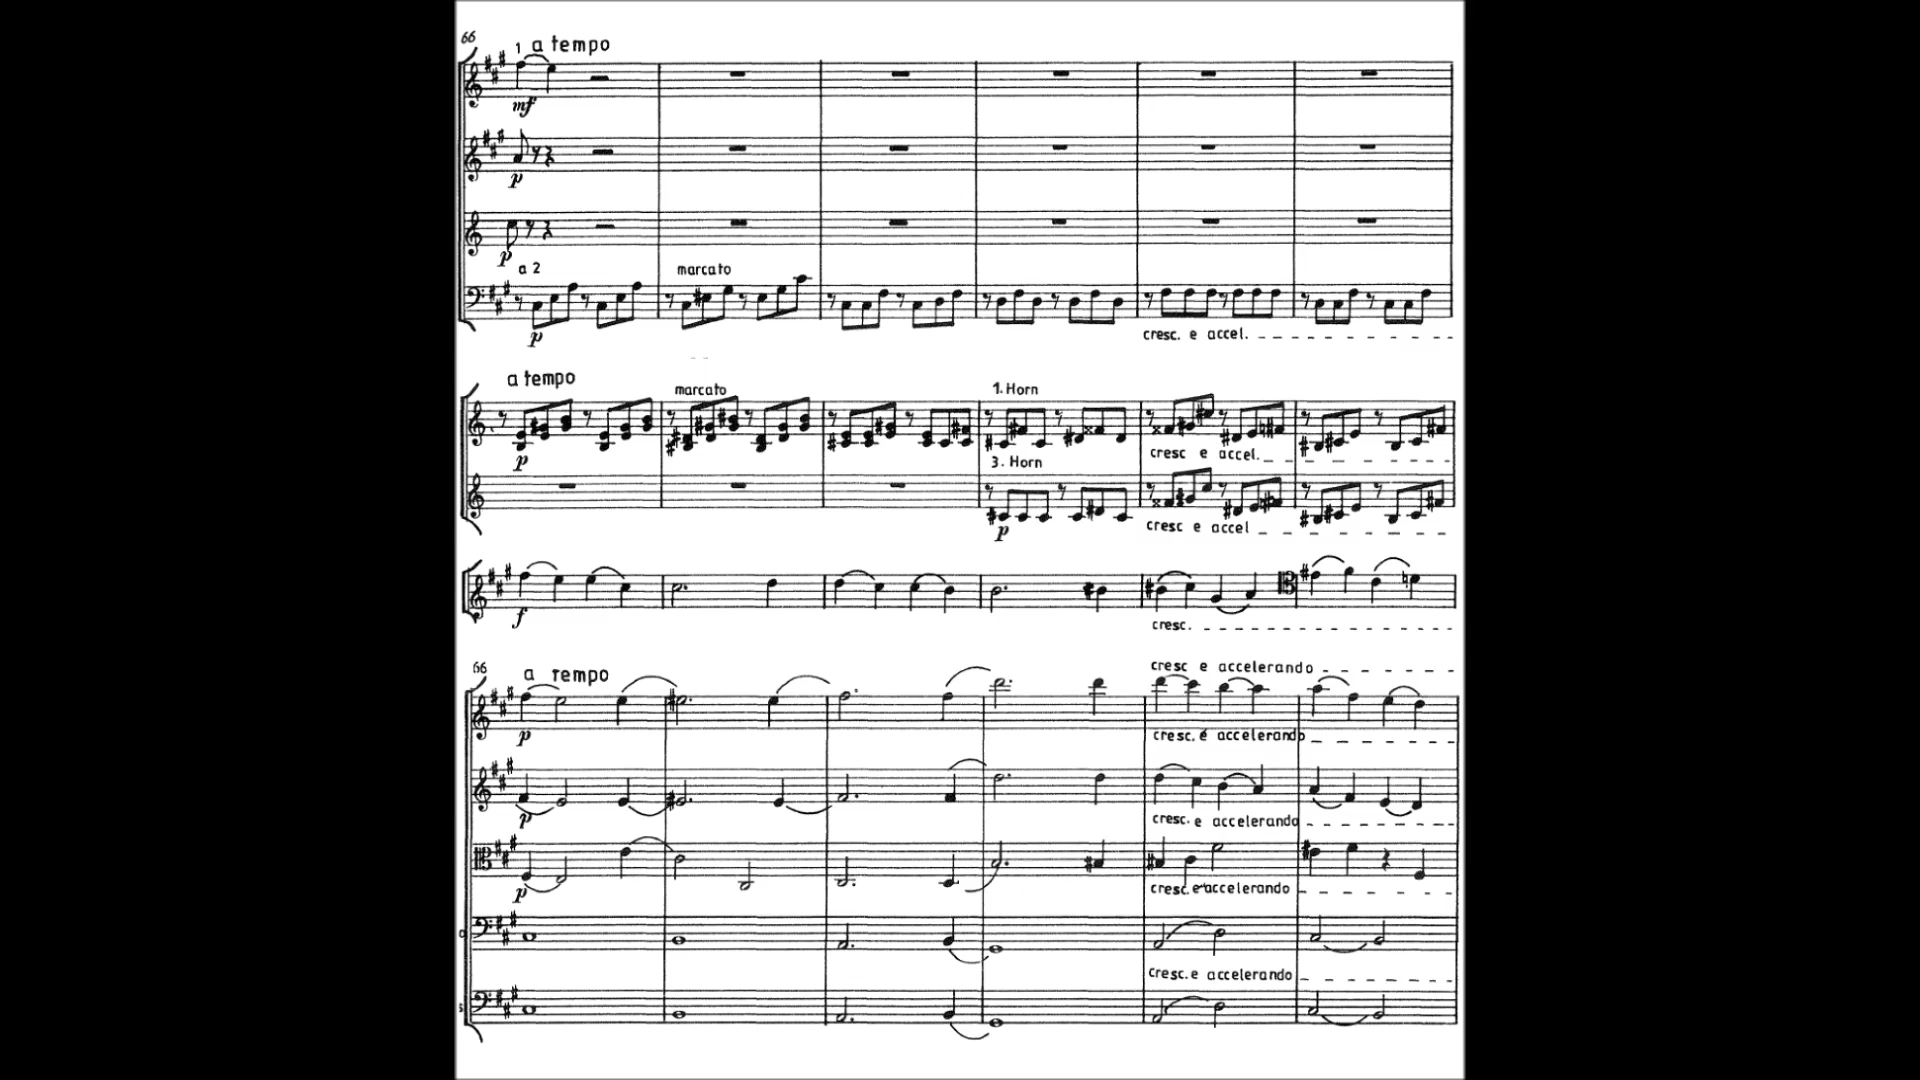 66
1 a tempo
mf
p
p
a 2
marcato
p
cresc. e accel.
a tempo
marcato
1. Horn
p
cresc e accel.
3. Horn
p
cresc e accel
f
cresc.
66
a tempo
cresc e accelerando
p
cresc. e accelerando
p
cresc. e accelerando
p
cresc. e accelerando
cresc. e accelerando